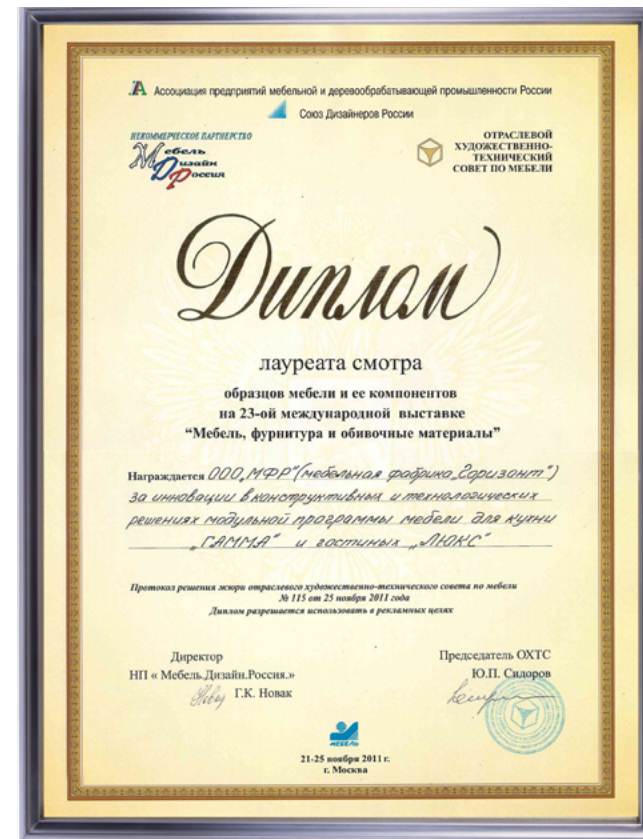 Ассоциация предприятий мебельной и деревообрабатывающей промышленности России
Союз Дизайнеров России
НЕКОММЕРЧЕСКОЕ ПАРТНЕРСТВО
Мебель
Дизайн
Россия
ОТРАСЛЕВОЙ
ХУДОЖЕСТВЕННО-
ТЕХНИЧЕСКИЙ
СОВЕТ ПО МЕБЕЛИ
Диплом
лауреата смотра
образцов мебели и ее компонентов
на 23-ой международной выставке
“Мебель, фурнитура и обивочные материалы”
Награждается ООО „МФР" (мебельная фабрика „Горизонт")
за инновации в конструктивных и технологических
решениях модульной программы мебели для кухни
„ГАММА" и гостиных „ЛЮКС"
Протокол решения жюри отраслевого художественно-технического совета по мебели
№ 115 от 25 ноября 2011 года
Диплом разрешается использовать в рекламных целях
Директор
НП « Мебель.Дизайн.Россия.»
Г.К. Новак
Председатель ОХТС
Ю.П. Сидоров
МЕБЕЛЬ
21-25 ноября 2011 г.
г. Москва